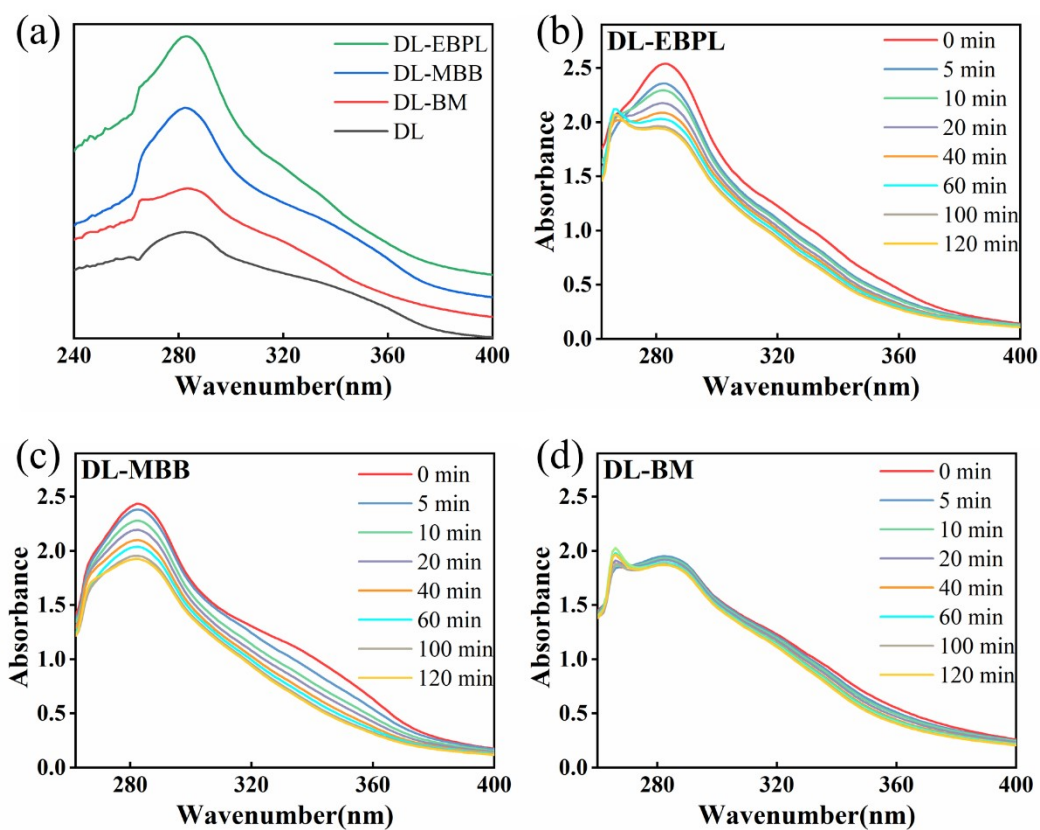 (a)
DL-EBPL
DL-MBB
DL-BM
DL
240 280 320 360 400
Wavenumber(nm)
(b)
DL-EBPL
0 min
5 min
10 min
20 min
40 min
60 min
100 min
120 min
2.5
2.0
1.5
1.0
0.5
0.0
Absorbance
280 320 360 400
Wavenumber(nm)
(c)
DL-MBB
0 min
5 min
10 min
20 min
40 min
60 min
100 min
120 min
2.5
2.0
1.5
1.0
0.5
0.0
Absorbance
280 320 360 400
Wavenumber(nm)
(d)
DL-BM
0 min
5 min
10 min
20 min
40 min
60 min
100 min
120 min
2.5
2.0
1.5
1.0
0.5
0.0
Absorbance
280 320 360 400
Wavenumber(nm)